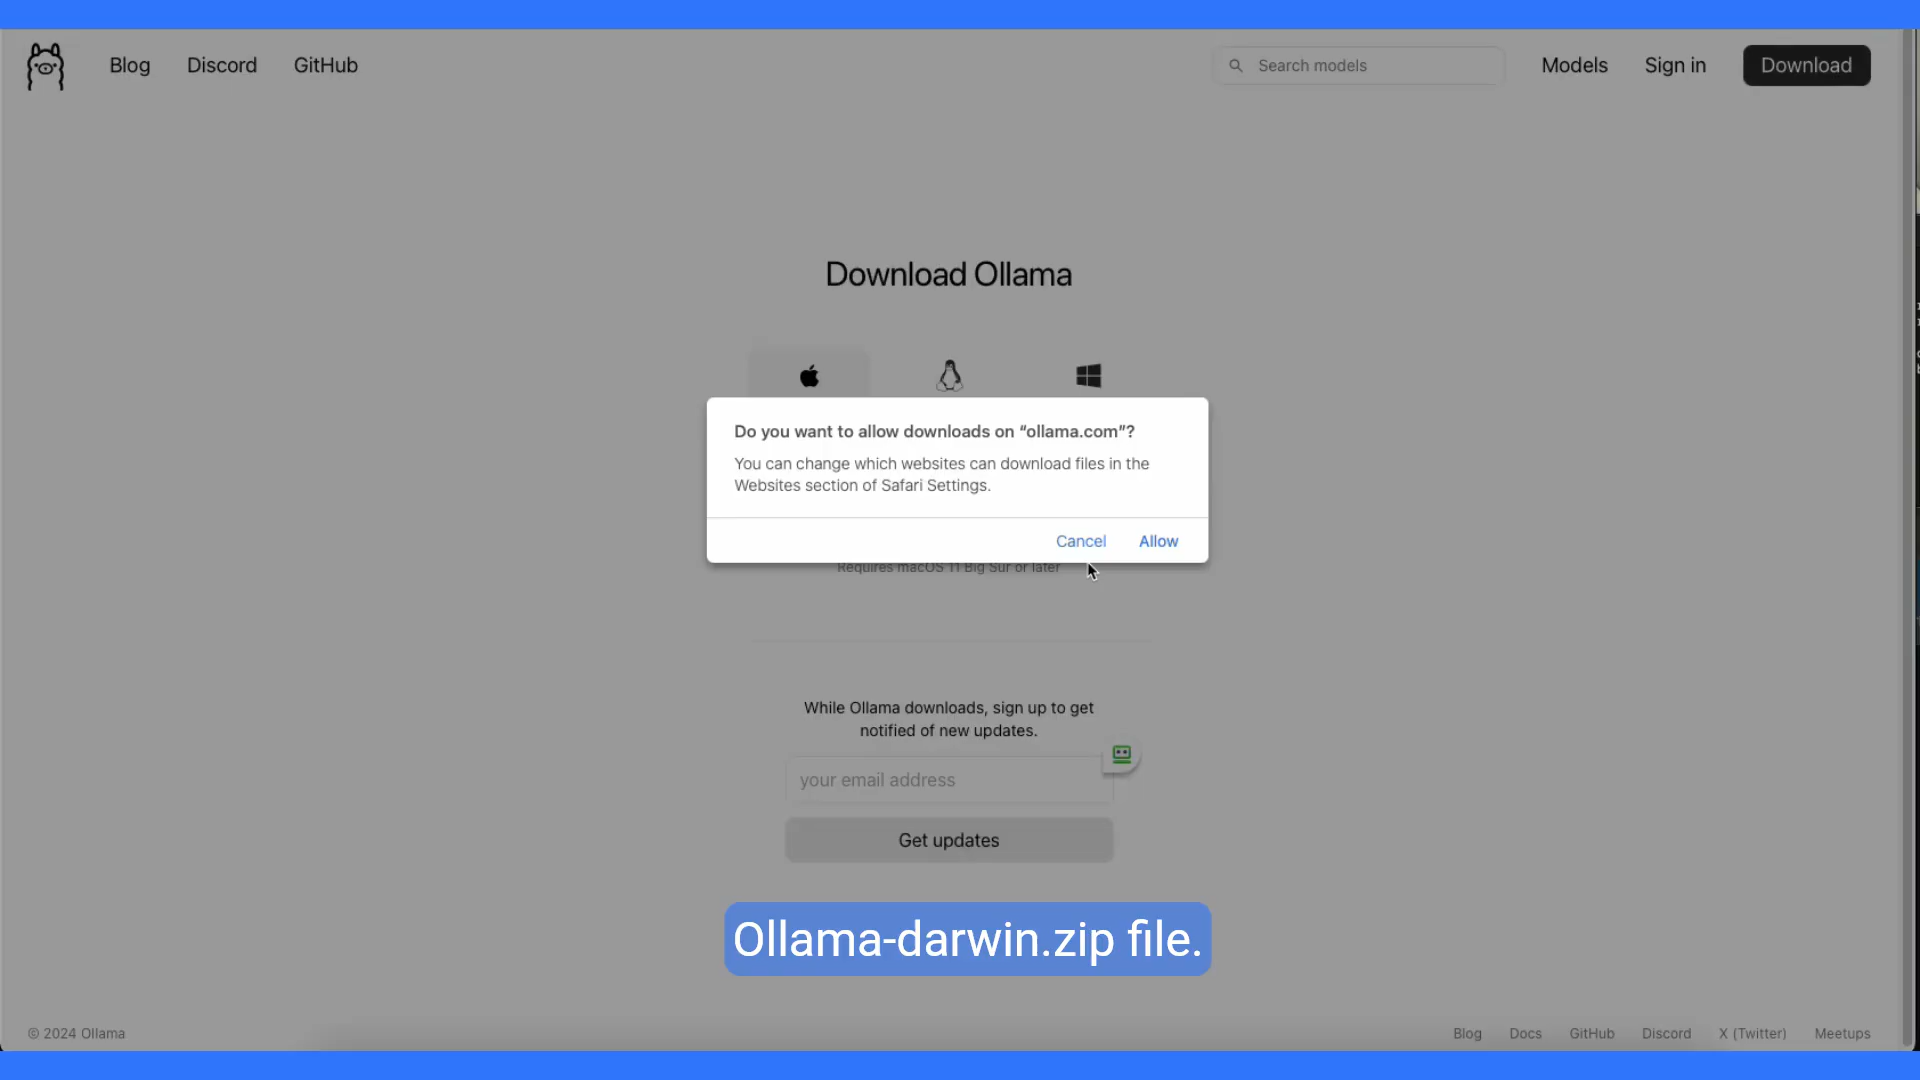 Blog Discord GitHub Search models Models Sign in Download
Download Ollama
Do you want to allow downloads on “ollama.com”?
You can change which websites can download files in the
Websites section of Safari Settings.
Cancel Allow
Requires macOS 11 Big Sur or later
While Ollama downloads, sign up to get
notified of new updates.
your email address
Get updates
Ollama-darwin.zip file.
© 2024 Ollama Blog Docs GitHub Discord X (Twitter) Meetups